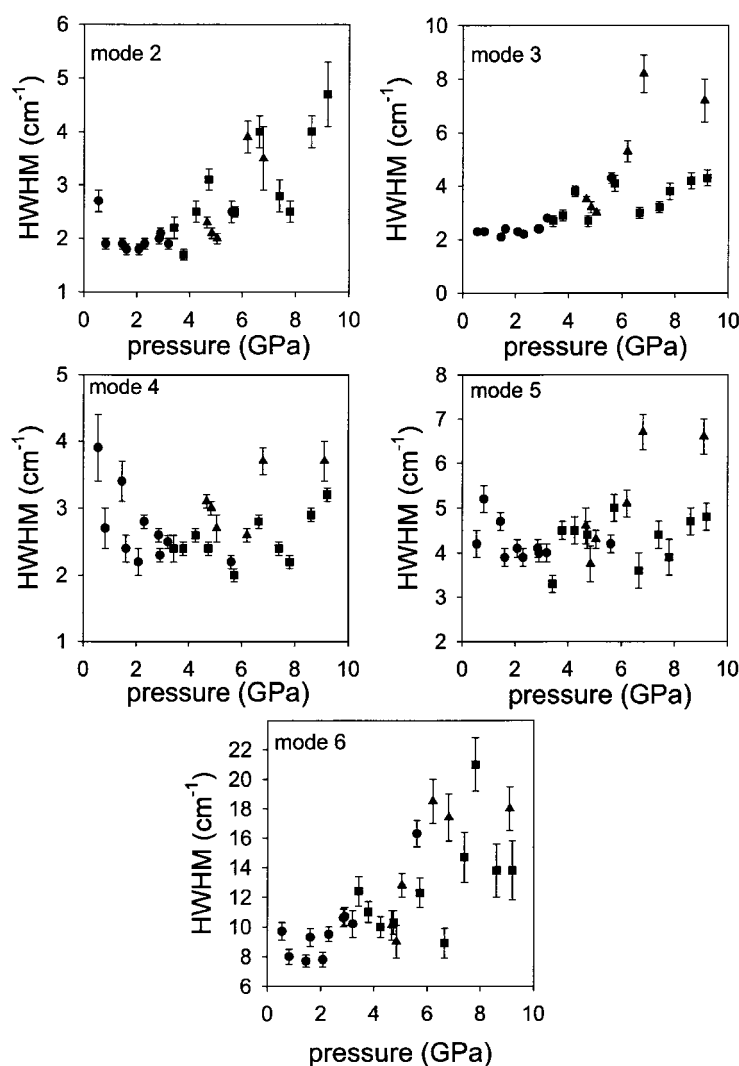 mode 2
HWHM (cm⁻¹)
6
5
4
3
2
1
0 2 4 6 8 10
pressure (GPa)
mode 3
HWHM (cm⁻¹)
10
8
6
4
2
0
0 2 4 6 8 10
pressure (GPa)
mode 4
HWHM (cm⁻¹)
5
4
3
2
1
0 2 4 6 8 10
pressure (GPa)
mode 5
HWHM (cm⁻¹)
8
7
6
5
4
3
2
0 2 4 6 8 10
pressure (GPa)
mode 6
HWHM (cm⁻¹)
22
20
18
16
14
12
10
8
6
0 2 4 6 8 10
pressure (GPa)